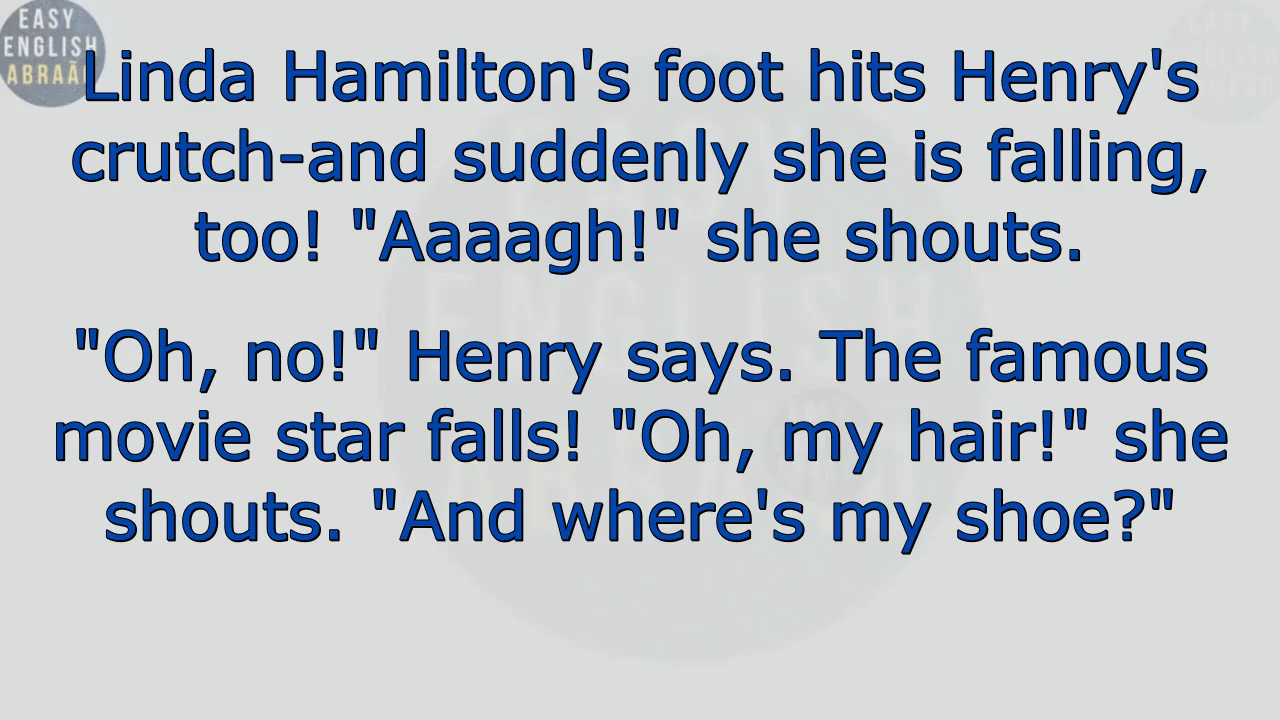 EASY
ENGLISH
ABRAÃO
Linda Hamilton's foot hits Henry's
crutch-and suddenly she is falling,
too! "Aaaagh!" she shouts.
"Oh, no!" Henry says. The famous
movie star falls! "Oh, my hair!" she
shouts. "And where's my shoe?"